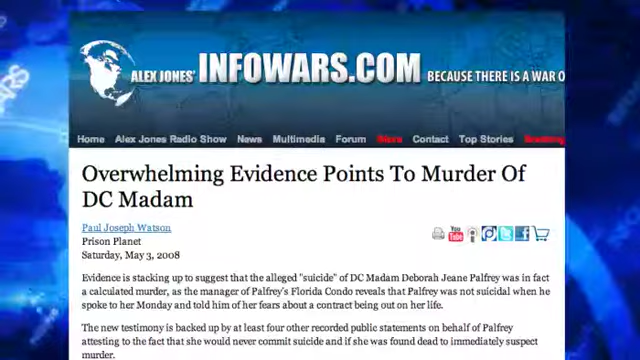 ALEX JONES' INFOWARS.COM BECAUSE THERE IS A WAR O
Home Alex Jones Radio Show News Multimedia Forum Contact Top Stories
Overwhelming Evidence Points To Murder Of
DC Madam
Paul Joseph Watson
Prison Planet
Saturday, May 3, 2008
You Tube
Evidence is stacking up to suggest that the alleged "suicide" of DC Madam Deborah Jeane Palfrey was in fact
a calculated murder, as the manager of Palfrey's Florida Condo reveals that Palfrey was not suicidal when he
spoke to her Monday and told him of her fears about a contract being out on her life.
The new testimony is backed up by at least four other recorded public statements on behalf of Palfrey
attesting to the fact that she would never commit suicide and if she was found dead to immediately suspect
murder.